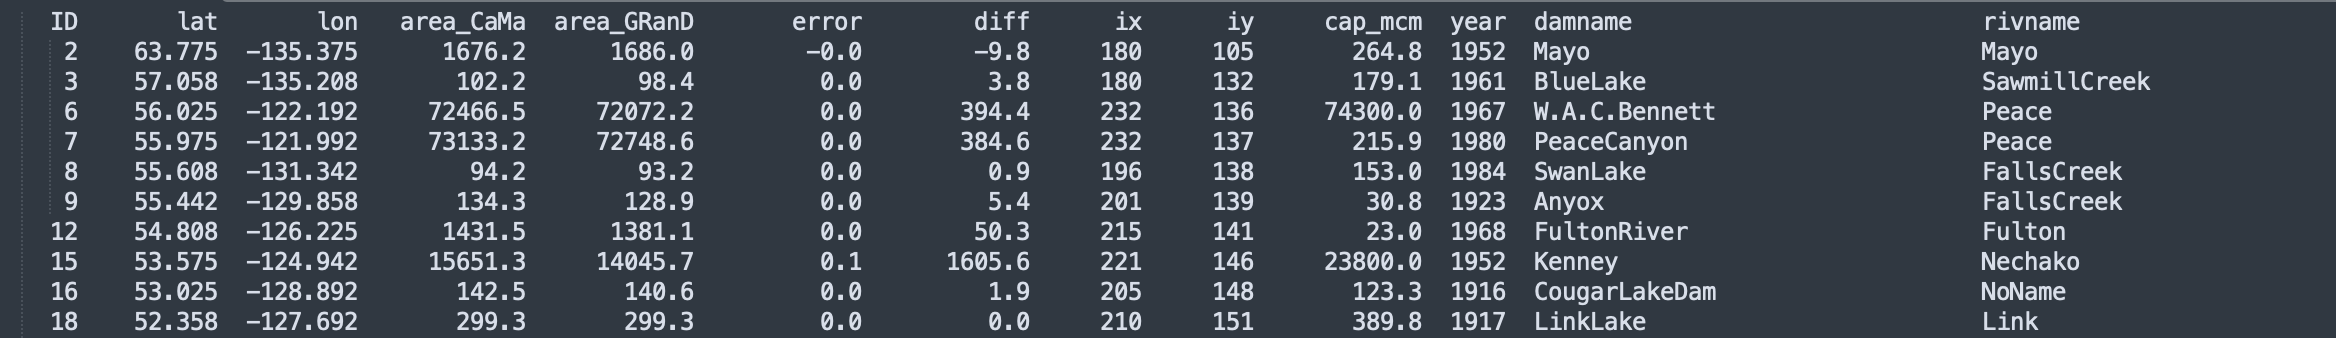 ID lat lon area_CaMa area_GRanD error diff ix iy cap_mcm year damname rivname
2 63.775 -135.375 1676.2 1686.0 -0.0 -9.8 180 105 264.8 1952 Mayo Mayo
3 57.058 -135.208 102.2 98.4 0.0 3.8 180 132 179.1 1961 BlueLake SawmillCreek
6 56.025 -122.192 72466.5 72072.2 0.0 394.4 232 136 74300.0 1967 W.A.C.Bennett Peace
7 55.975 -121.992 73133.2 72748.6 0.0 384.6 232 137 215.9 1980 PeaceCanyon Peace
8 55.608 -131.342 94.2 93.2 0.0 0.9 196 138 153.0 1984 SwanLake FallsCreek
9 55.442 -129.858 134.3 128.9 0.0 5.4 201 139 30.8 1923 Anyox FallsCreek
12 54.808 -126.225 1431.5 1381.1 0.0 50.3 215 141 23.0 1968 FultonRiver Fulton
15 53.575 -124.942 15651.3 14045.7 0.1 1605.6 221 146 23800.0 1952 Kenney Nechako
16 53.025 -128.892 142.5 140.6 0.0 1.9 205 148 123.3 1916 CougarLakeDam NoName
18 52.358 -127.692 299.3 299.3 0.0 0.0 210 151 389.8 1917 LinkLake Link